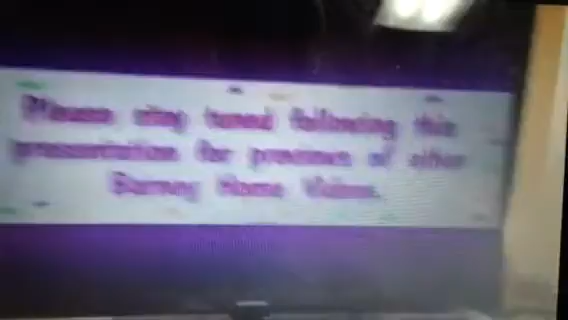 Please stay tuned following this
presentation for previews of other
Barney Home Videos.